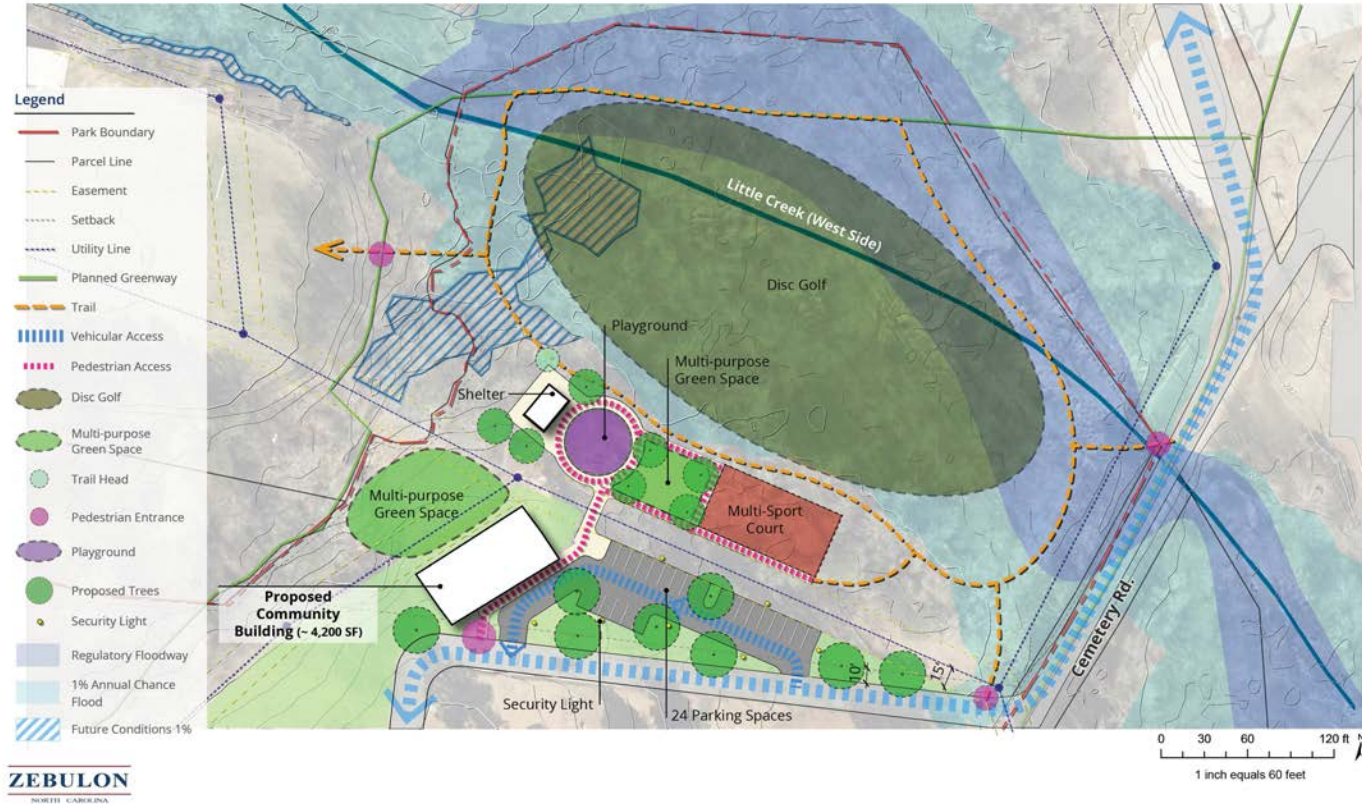 Legend
Park Boundary
Parcel Line
Easement
Setback
Utility Line
Planned Greenway
Trail
Vehicular Access
Pedestrian Access
Disc Golf
Multi-purpose
Green Space
Trail Head
Pedestrian Entrance
Playground
Proposed Trees
Security Light
Regulatory Floodway
1% Annual Chance
Flood
Future Conditions 1%
Little Creek (West Side)
Disc Golf
Playground
Multi-purpose
Green Space
Shelter
Multi-purpose
Green Space
Multi-Sport
Court
Proposed
Community
Building (~ 4,200 SF)
Cemetery Rd.
10'
15'
Security Light
24 Parking Spaces
0 30 60 120 ft
N
1 inch equals 60 feet
ZEBULON
NORTH CAROLINA